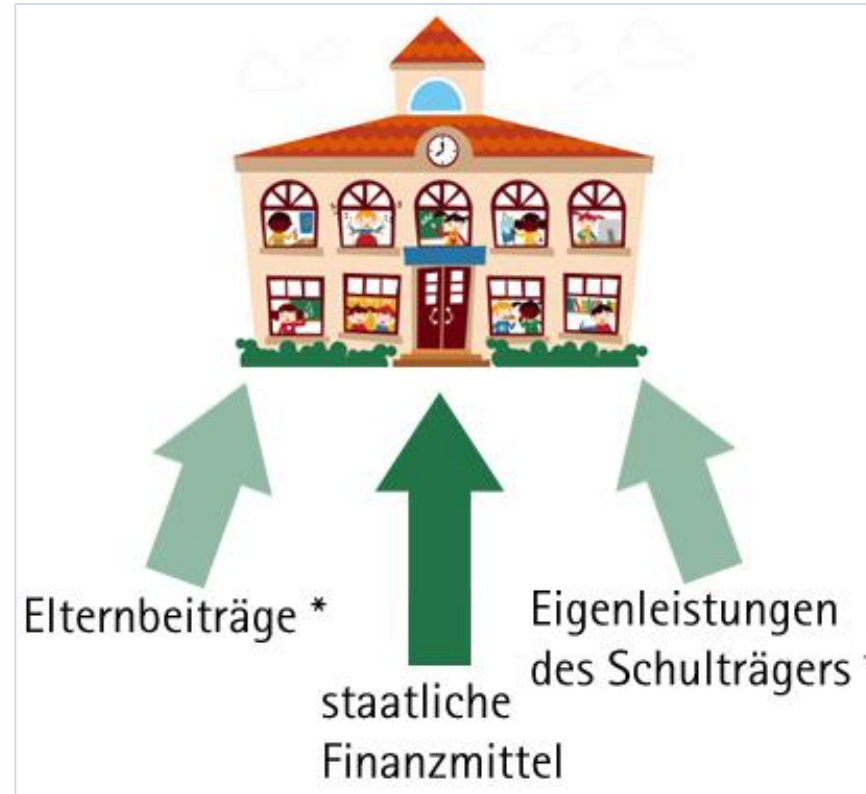 Elternbeiträge *
staatliche
Finanzmittel
Eigenleistungen
des Schulträgers